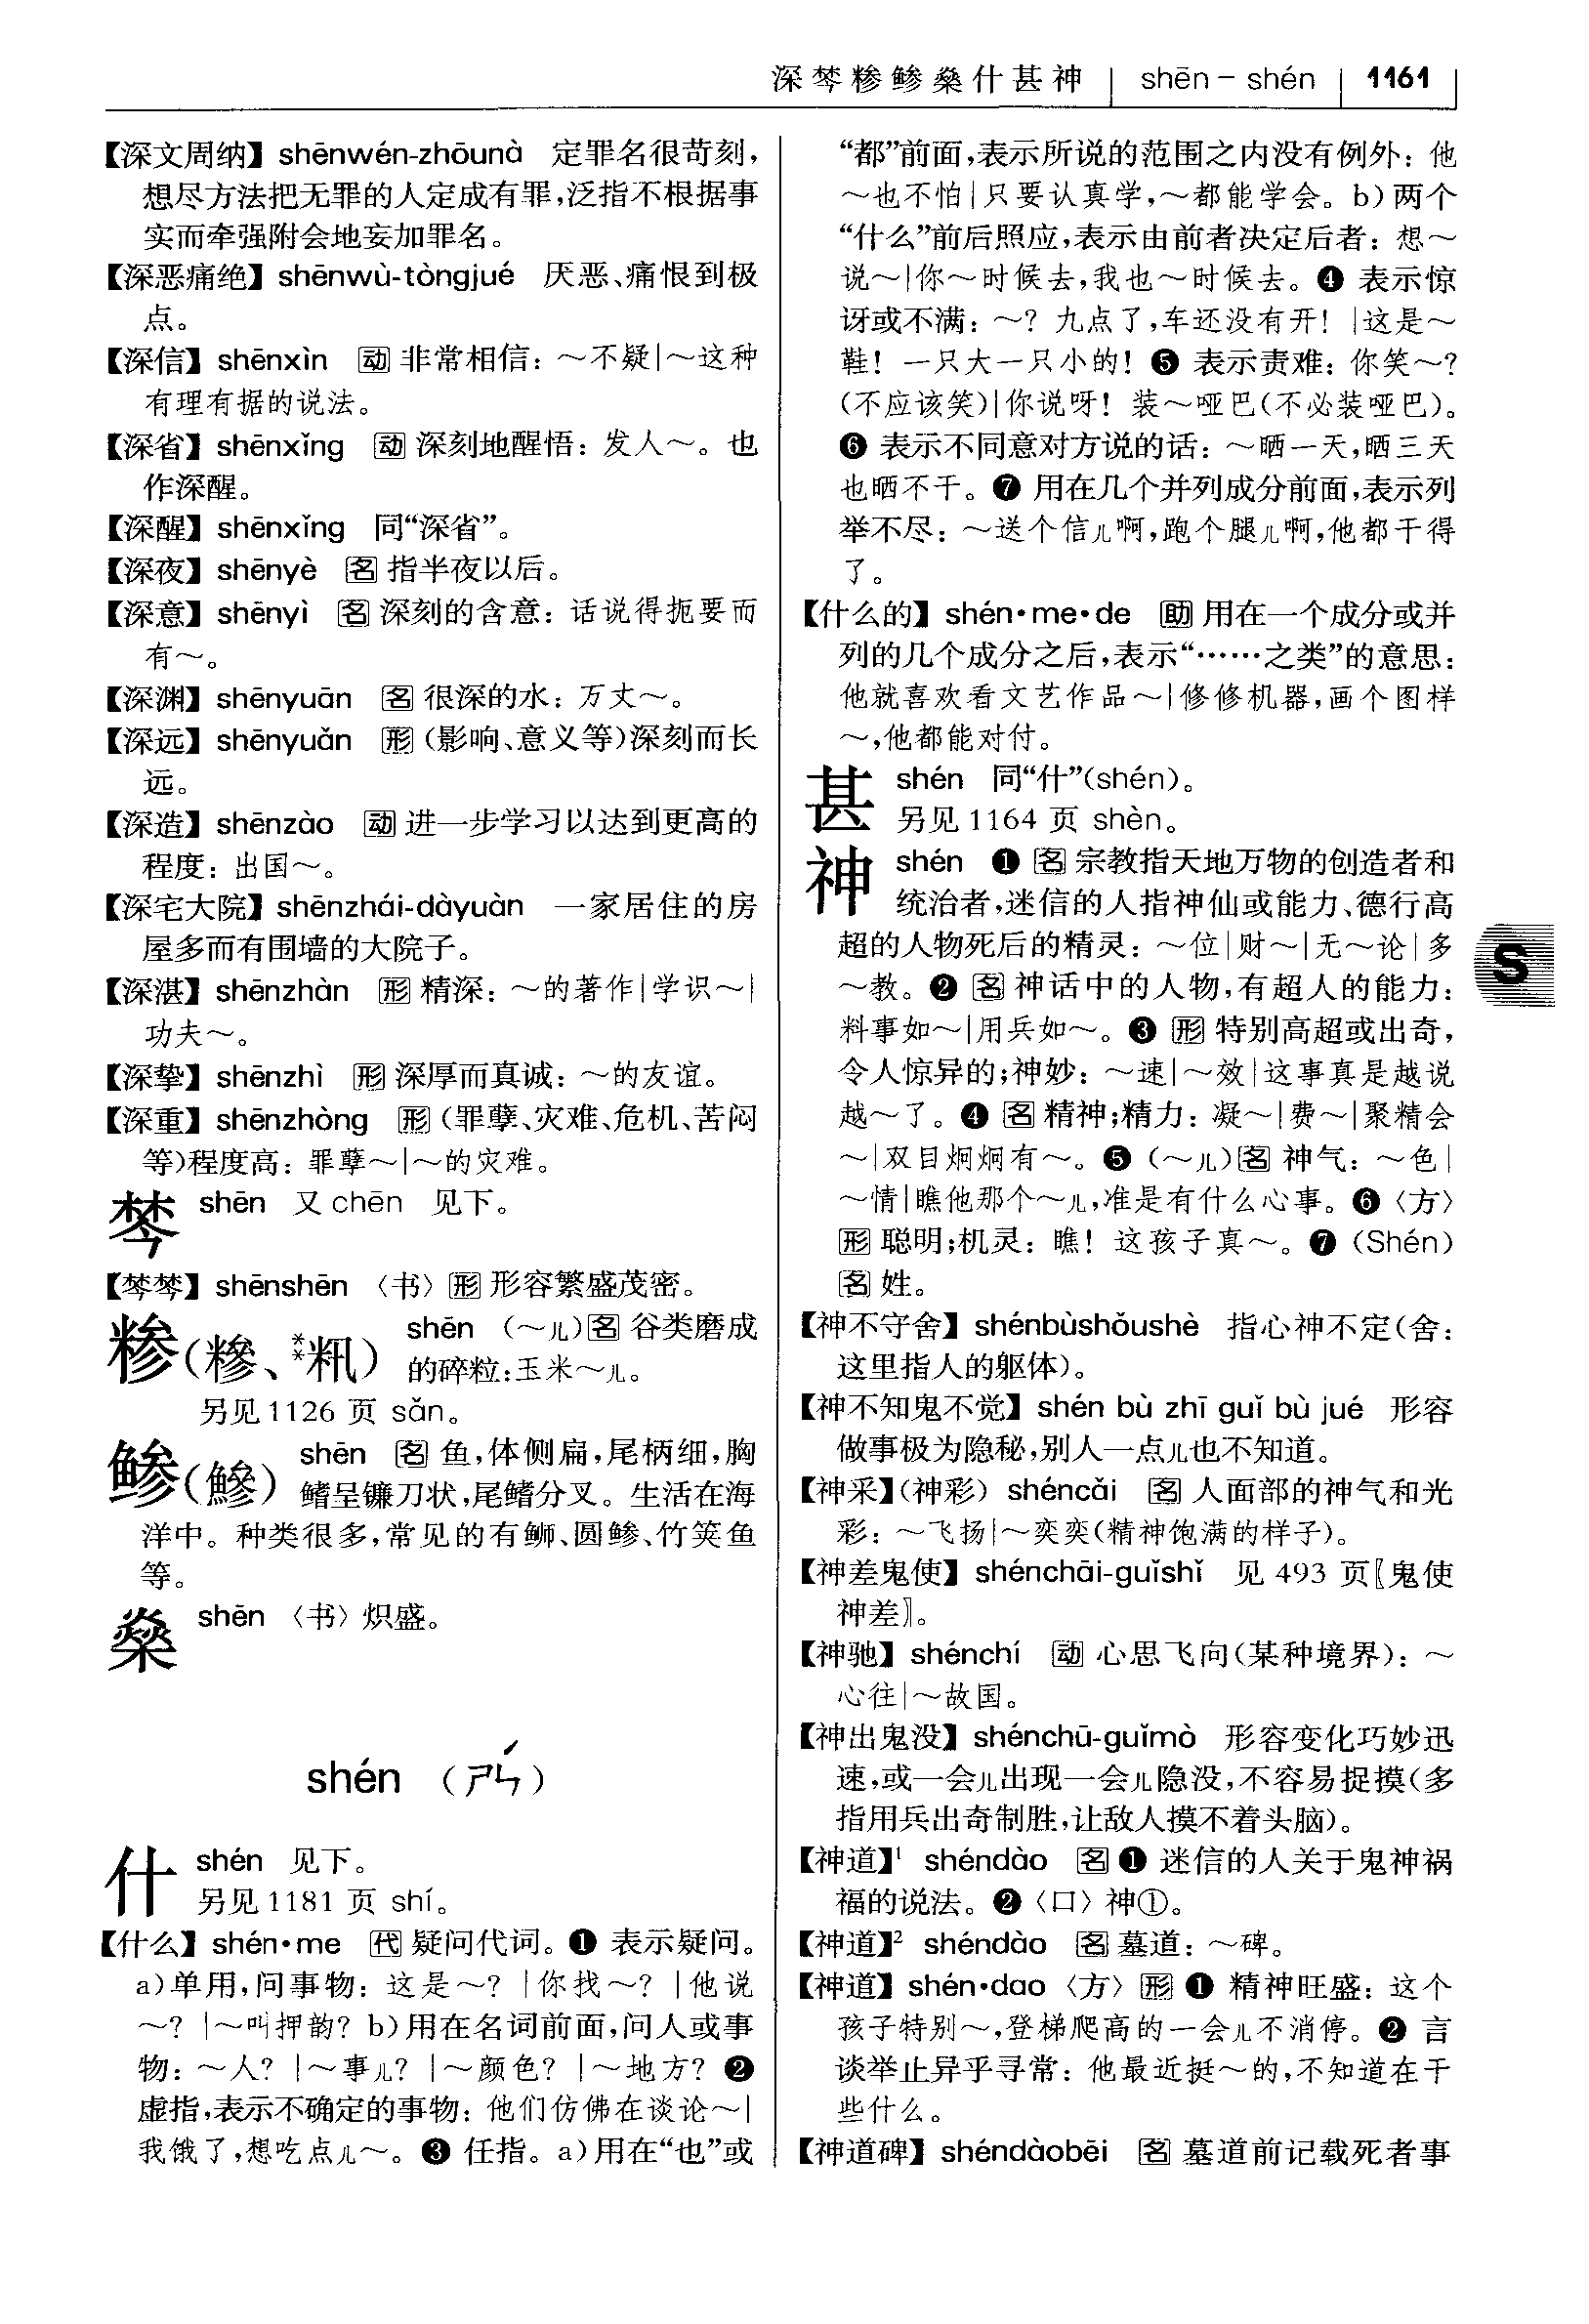 深棽糁鲹燊什甚神 | shēn－shén | 1161
【深文周纳】shēnwén-zhōunà 定罪名很苛刻，
想尽方法把无罪的人定成有罪，泛指不根据事
实而牵强附会地妄加罪名。
【深恶痛绝】shēnwù-tòngjué 厌恶、痛恨到极
点。
【深信】shēnxìn 动 非常相信：～不疑|～这种
有理有据的说法。
【深省】shēnxǐng 动 深刻地醒悟：发人～。也
作深醒。
【深醒】shēnxǐng 同“深省”。
【深夜】shēnyè 名 指半夜以后。
【深意】shēnyì 名 深刻的含意：话说得扼要而
有～。
【深渊】shēnyuān 名 很深的水：万丈～。
【深远】shēnyuǎn 形（影响、意义等）深刻而长
远。
【深造】shēnzào 动 进一步学习以达到更高的
程度：出国～。
【深宅大院】shēnzhái-dàyuàn 一家居住的房
屋多而有围墙的大院子。
【深湛】shēnzhàn 形 精深：～的著作|学识～|
功夫～。
【深挚】shēnzhì 形 深厚而真诚：～的友谊。
【深重】shēnzhòng 形（罪孽、灾难、危机、苦闷
等）程度高：罪孽～|～的灾难。
棽 shēn 又 chēn 见下。
【棽棽】shēnshēn 〈书〉形 形容繁盛茂密。
糁（糝、**籸） shēn （～儿）名 谷类磨成
的碎粒：玉米～儿。
另见1126 页 sǎn。
鲹（鰺） shēn 名 鱼，体侧扁，尾柄细，胸
鳍呈镰刀状，尾鳍分叉。生活在海
洋中。种类很多，常见的有鰤、圆鲹、竹筴鱼
等。
燊 shēn 〈书〉炽盛。
shén （ㄕㄣˊ）
什 shén 见下。
另见1181 页 shí。
【什么】shén•me 代 疑问代词。❶ 表示疑问。
a）单用，问事物：这是～？|你找～？|他说
～？|～叫押韵？b）用在名词前面，问人或事
物：～人？|～事儿？|～颜色？|～地方？❷
虚指，表示不确定的事物：他们仿佛在谈论～|
我饿了，想吃点儿～。❸ 任指。a）用在“也”或
“都”前面，表示所说的范围之内没有例外：他
～也不怕|只要认真学，～都能学会。b）两个
“什么”前后照应，表示由前者决定后者：想～
说～|你～时候去，我也～时候去。❹ 表示惊
讶或不满：～？九点了，车还没有开！|这是～
鞋！一只大一只小的！❺ 表示责难：你笑～？
（不应该笑）|你说呀！装～哑巴（不必装哑巴）。
❻ 表示不同意对方说的话：～晒一天，晒三天
也晒不干。❼ 用在几个并列成分前面，表示列
举不尽：～送个信儿啊，跑个腿儿啊，他都干得
了。
【什么的】shén•me•de 助 用在一个成分或并
列的几个成分之后，表示“……之类”的意思：
他就喜欢看文艺作品～|修修机器，画个图样
～，他都能对付。
甚 shén 同“什”（shén）。
另见1164 页 shèn。
神 shén ❶ 名 宗教指天地万物的创造者和
统治者，迷信的人指神仙或能力、德行高
超的人物死后的精灵：～位|财～|无～论|多
～教。❷ 名 神话中的人物，有超人的能力：
料事如～|用兵如～。❸ 形 特别高超或出奇，
令人惊异的；神妙：～速|～效|这事真是越说
越～了。❹ 名 精神；精力：凝～|费～|聚精会
～|双目炯炯有～。❺（～儿）名 神气：～色|
～情|瞧他那个～儿，准是有什么心事。❻〈方〉
形 聪明；机灵：瞧！这孩子真～。❼（Shén）
名 姓。
【神不守舍】shénbùshǒushè 指心神不定（舍：
这里指人的躯体）。
【神不知鬼不觉】shén bù zhī guǐ bù jué 形容
做事极为隐秘，别人一点儿也不知道。
【神采】（神彩）shéncǎi 名 人面部的神气和光
彩：～飞扬|～奕奕（精神饱满的样子）。
【神差鬼使】shénchāi-guǐshǐ 见 493 页〖鬼使
神差〗。
【神驰】shénchí 动 心思飞向（某种境界）：～
心往|～故国。
【神出鬼没】shénchū-guǐmò 形容变化巧妙迅
速，或一会儿出现一会儿隐没，不容易捉摸（多
指用兵出奇制胜，让敌人摸不着头脑）。
【神道】¹ shéndào 名 ❶ 迷信的人关于鬼神祸
福的说法。❷〈口〉神①。
【神道】² shéndào 名 墓道：～碑。
【神道】shén•dao〈方〉形 ❶ 精神旺盛：这个
孩子特别～，登梯爬高的一会儿不消停。❷ 言
谈举止异乎寻常：他最近挺～的，不知道在干
些什么。
【神道碑】shéndàobēi 名 墓道前记载死者事
S